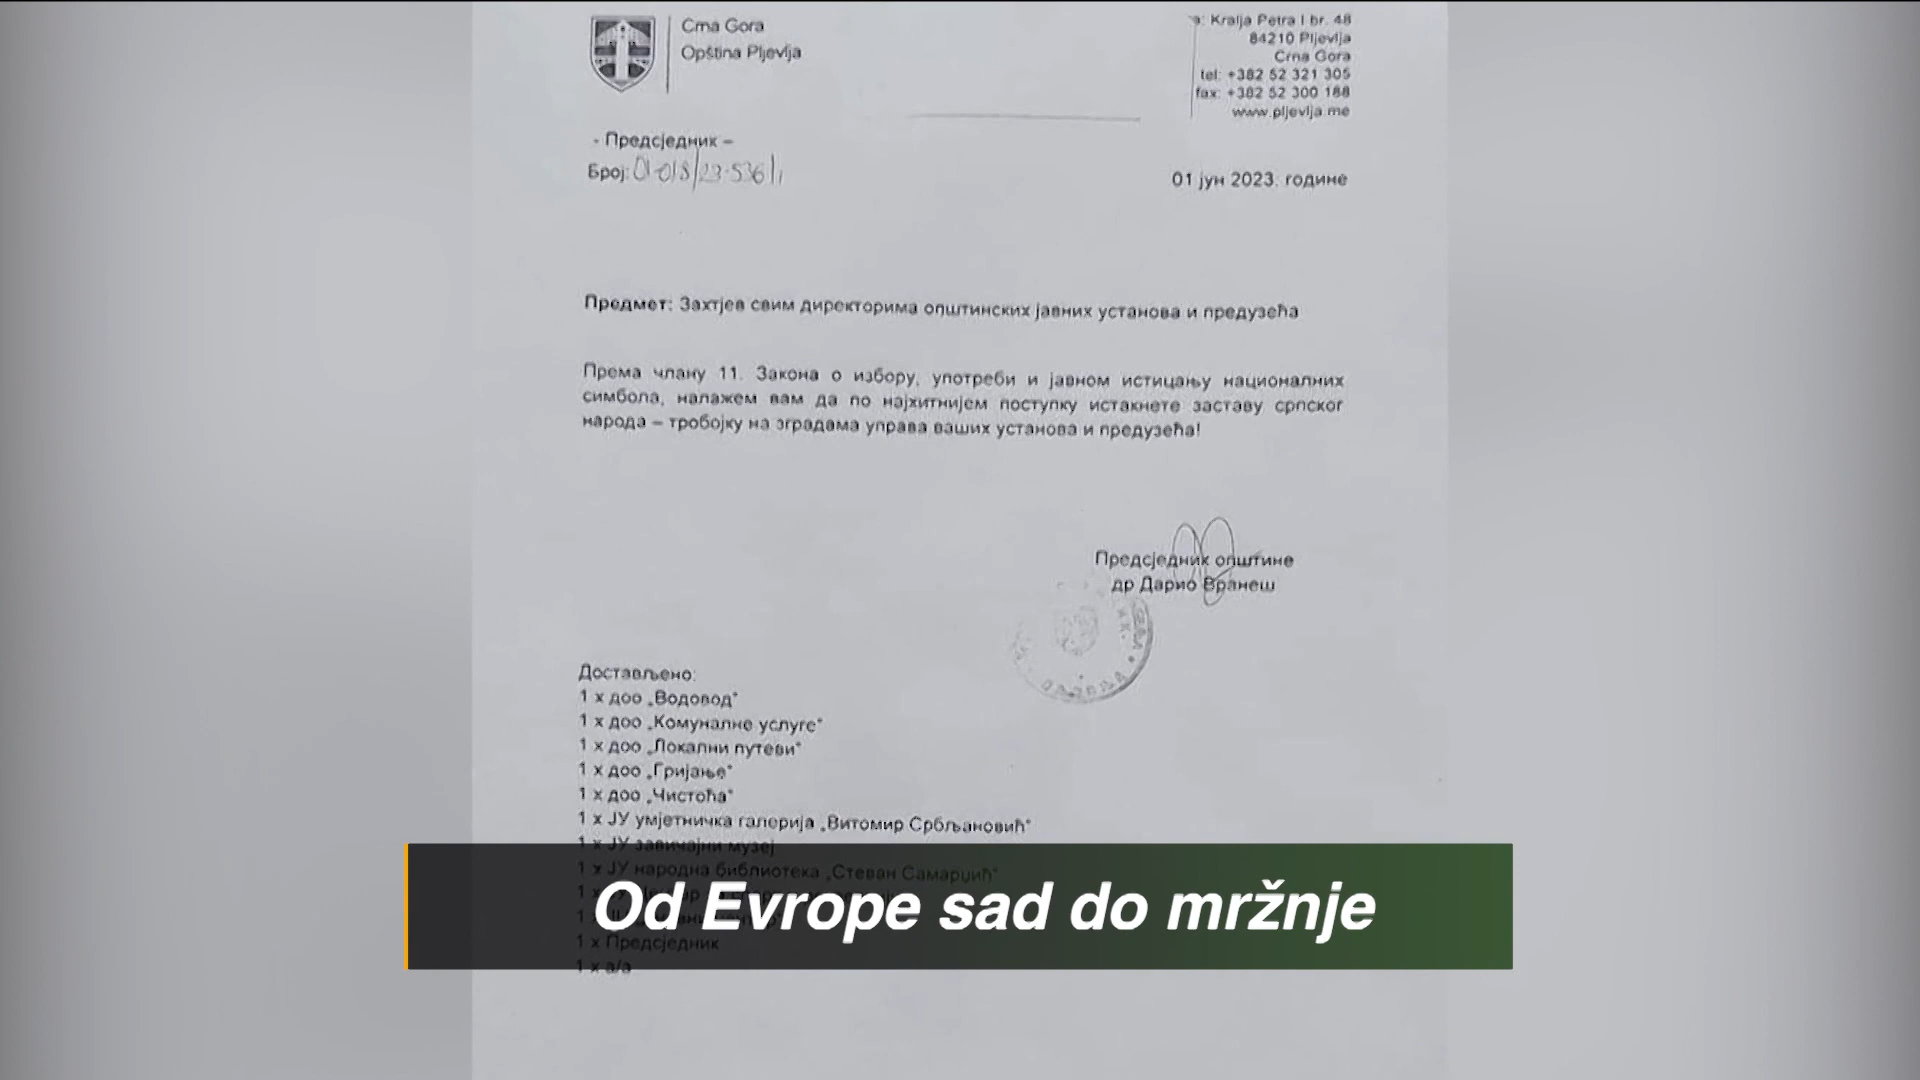 Crna Gora
Opština Pljevlja
a: Kralja Petra I br. 48
84210 Pljevlja
Crna Gora
tel: +382 52 321 305
fax: +382 52 300 188
www.pljevlja.me
- Предсједник –
Број: 01-018/23-536/1
01 јун 2023. године
Предмет: Захтјев свим директорима општинских јавних установа и предузећа
Према члану 11. Закона о избору, употреби и јавном истицању националних
симбола, налажем вам да по најхитнијем поступку истакнете заставу српског
народа – тробојку на зградама управа ваших установа и предузећа!
Предсједник општине
др Дарио Вранеш
Достављено:
1 x доо „Водовод“
1 x доо „Комуналне услуге“
1 x доо „Локални путеви“
1 x доо „Гријање“
1 x доо „Чистоћа“
1 x ЈУ умјетничка галерија „Витомир Србљановић“
1 x ЈУ завичајни музеј
1 x ЈУ народна библиотека „Стеван Самарџић“
1 x Предсједник
1 x а/а
Od Evrope sad do mržnje